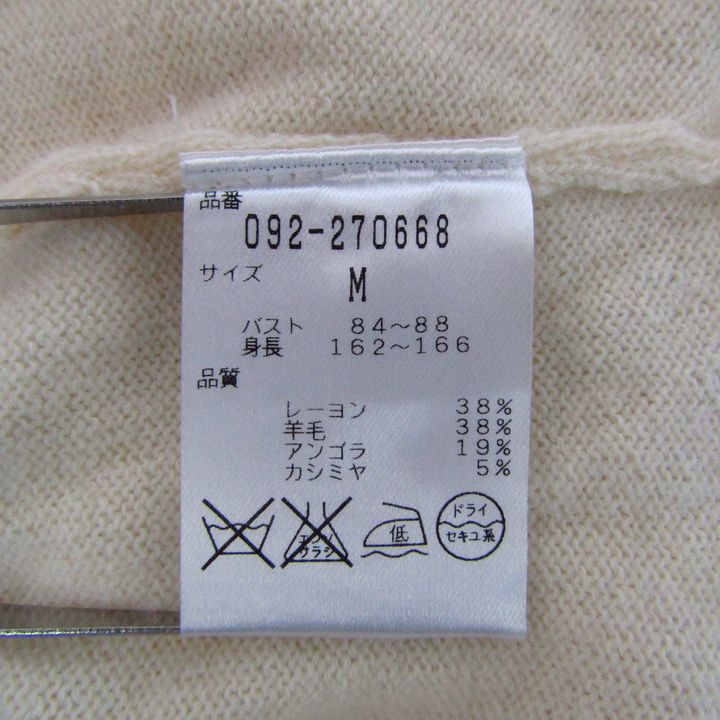 品番
092-270668
サイズ
M
バスト 84～88
身長 162～166
品質
レーヨン 38%
羊毛 38%
アンゴラ 19%
カシミヤ 5%
エンソ サラシ
低
ドライ
セキユ系